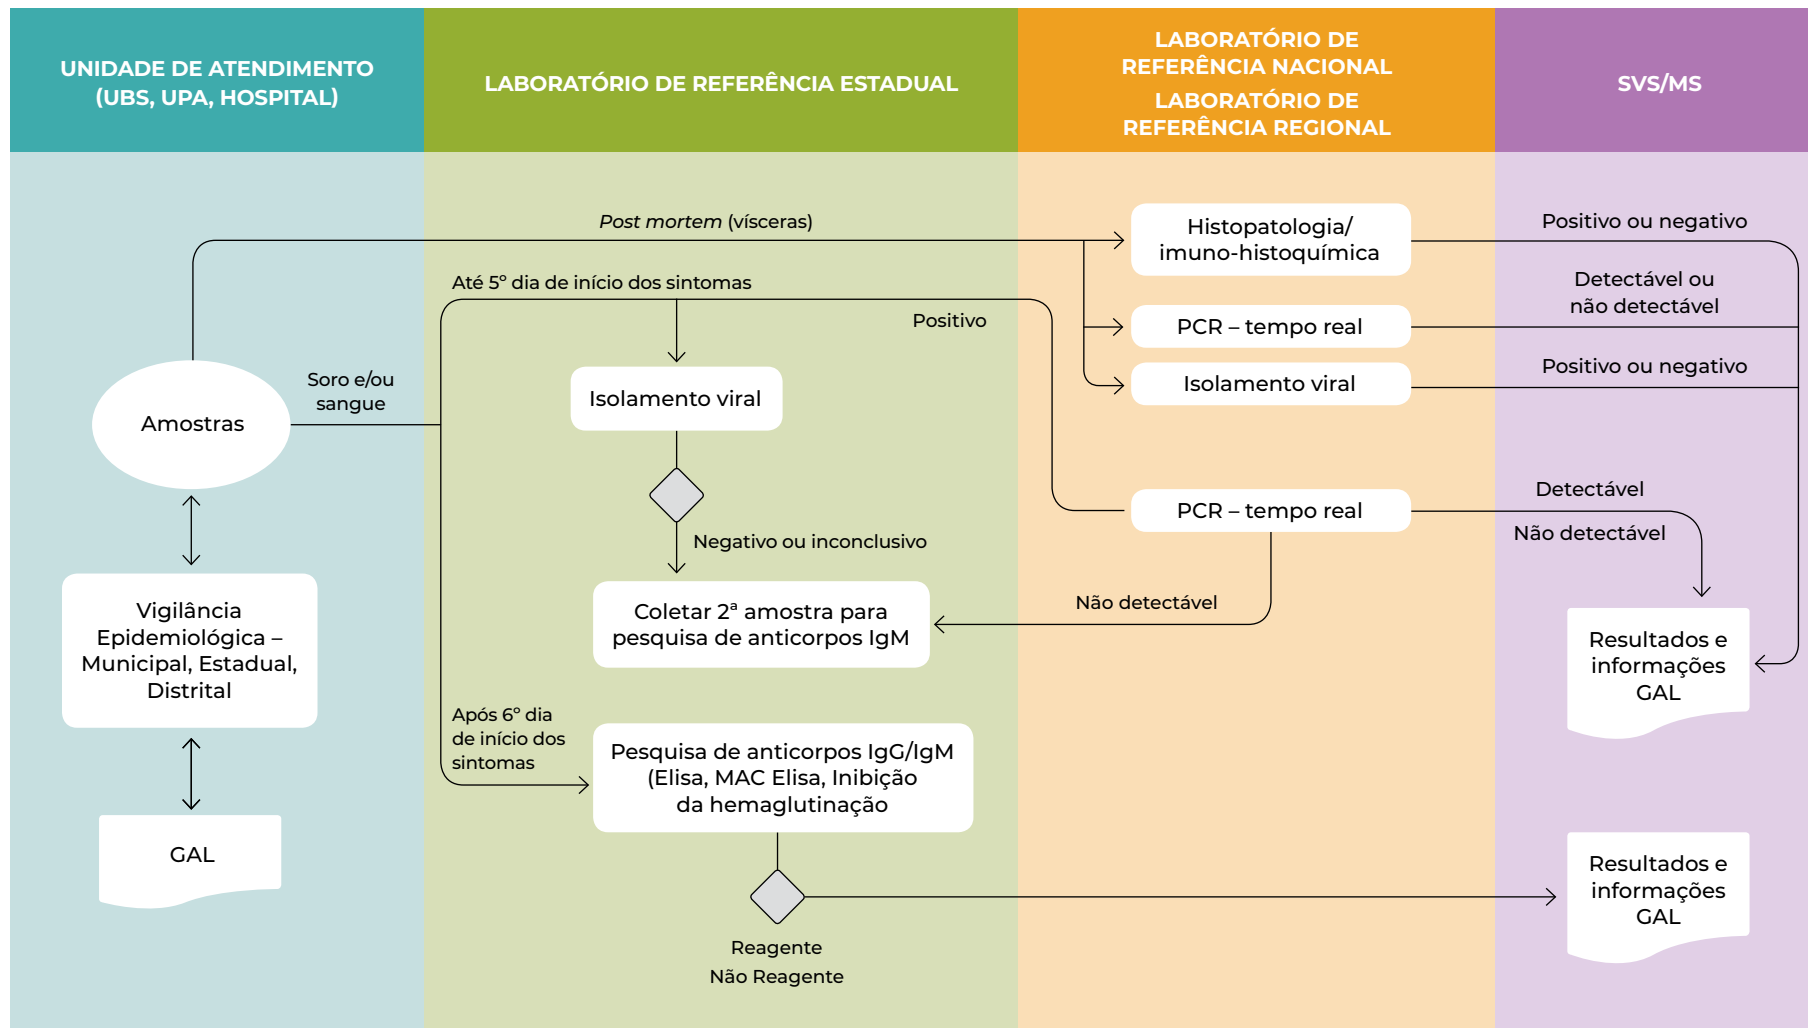 UNIDADE DE ATENDIMENTO
(UBS, UPA, HOSPITAL)
LABORATÓRIO DE REFERÊNCIA ESTADUAL
LABORATÓRIO DE
REFERÊNCIA NACIONAL
LABORATÓRIO DE
REFERÊNCIA REGIONAL
SVS/MS
Post mortem (vísceras)
Histopatologia/
imuno-histoquímica
Positivo ou negativo
Até 5º dia de início dos sintomas
Positivo
PCR – tempo real
Detectável ou
não detectável
Isolamento viral
Positivo ou negativo
Soro e/ou
sangue
Amostras
Isolamento viral
PCR – tempo real
Detectável
Não detectável
Negativo ou inconclusivo
Vigilância
Epidemiológica –
Municipal, Estadual,
Distrital
Coletar 2ª amostra para
pesquisa de anticorpos IgM
Não detectável
Resultados e
informações
GAL
Após 6º dia
de início dos
sintomas
Pesquisa de anticorpos IgG/IgM
(Elisa, MAC Elisa, Inibição
da hemaglutinação
GAL
Reagente
Não Reagente
Resultados e
informações
GAL